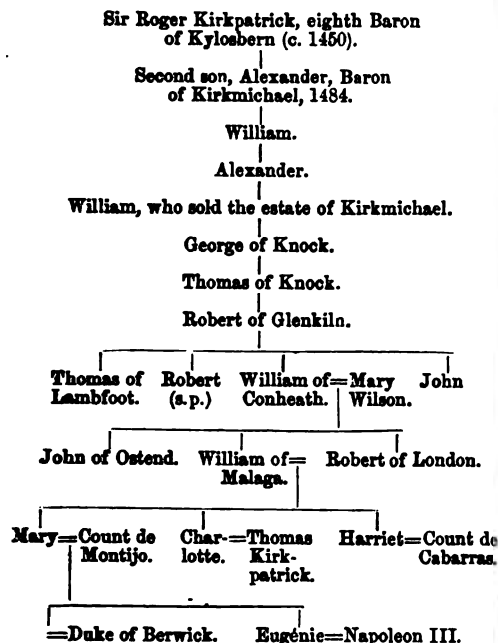 Sir Roger Kirkpatrick, eighth Baron
of Kylosbern (c. 1450).
Second son, Alexander, Baron
of Kirkmichael, 1484.
William.
Alexander.
William, who sold the estate of Kirkmichael.
George of Knock.
Thomas of Knock.
Robert of Glenkiln.
Thomas of Robert William of=Mary John
Lambfoot. (s.p.) Conheath. Wilson.
John of Ostend. William of= Robert of London.
Malaga.
Mary=Count de Char-=Thomas Harriet=Count de
Montijo. lotte. Kirk- Cabarras.
patrick.
=Duke of Berwick. Eugénie=Napoleon III.